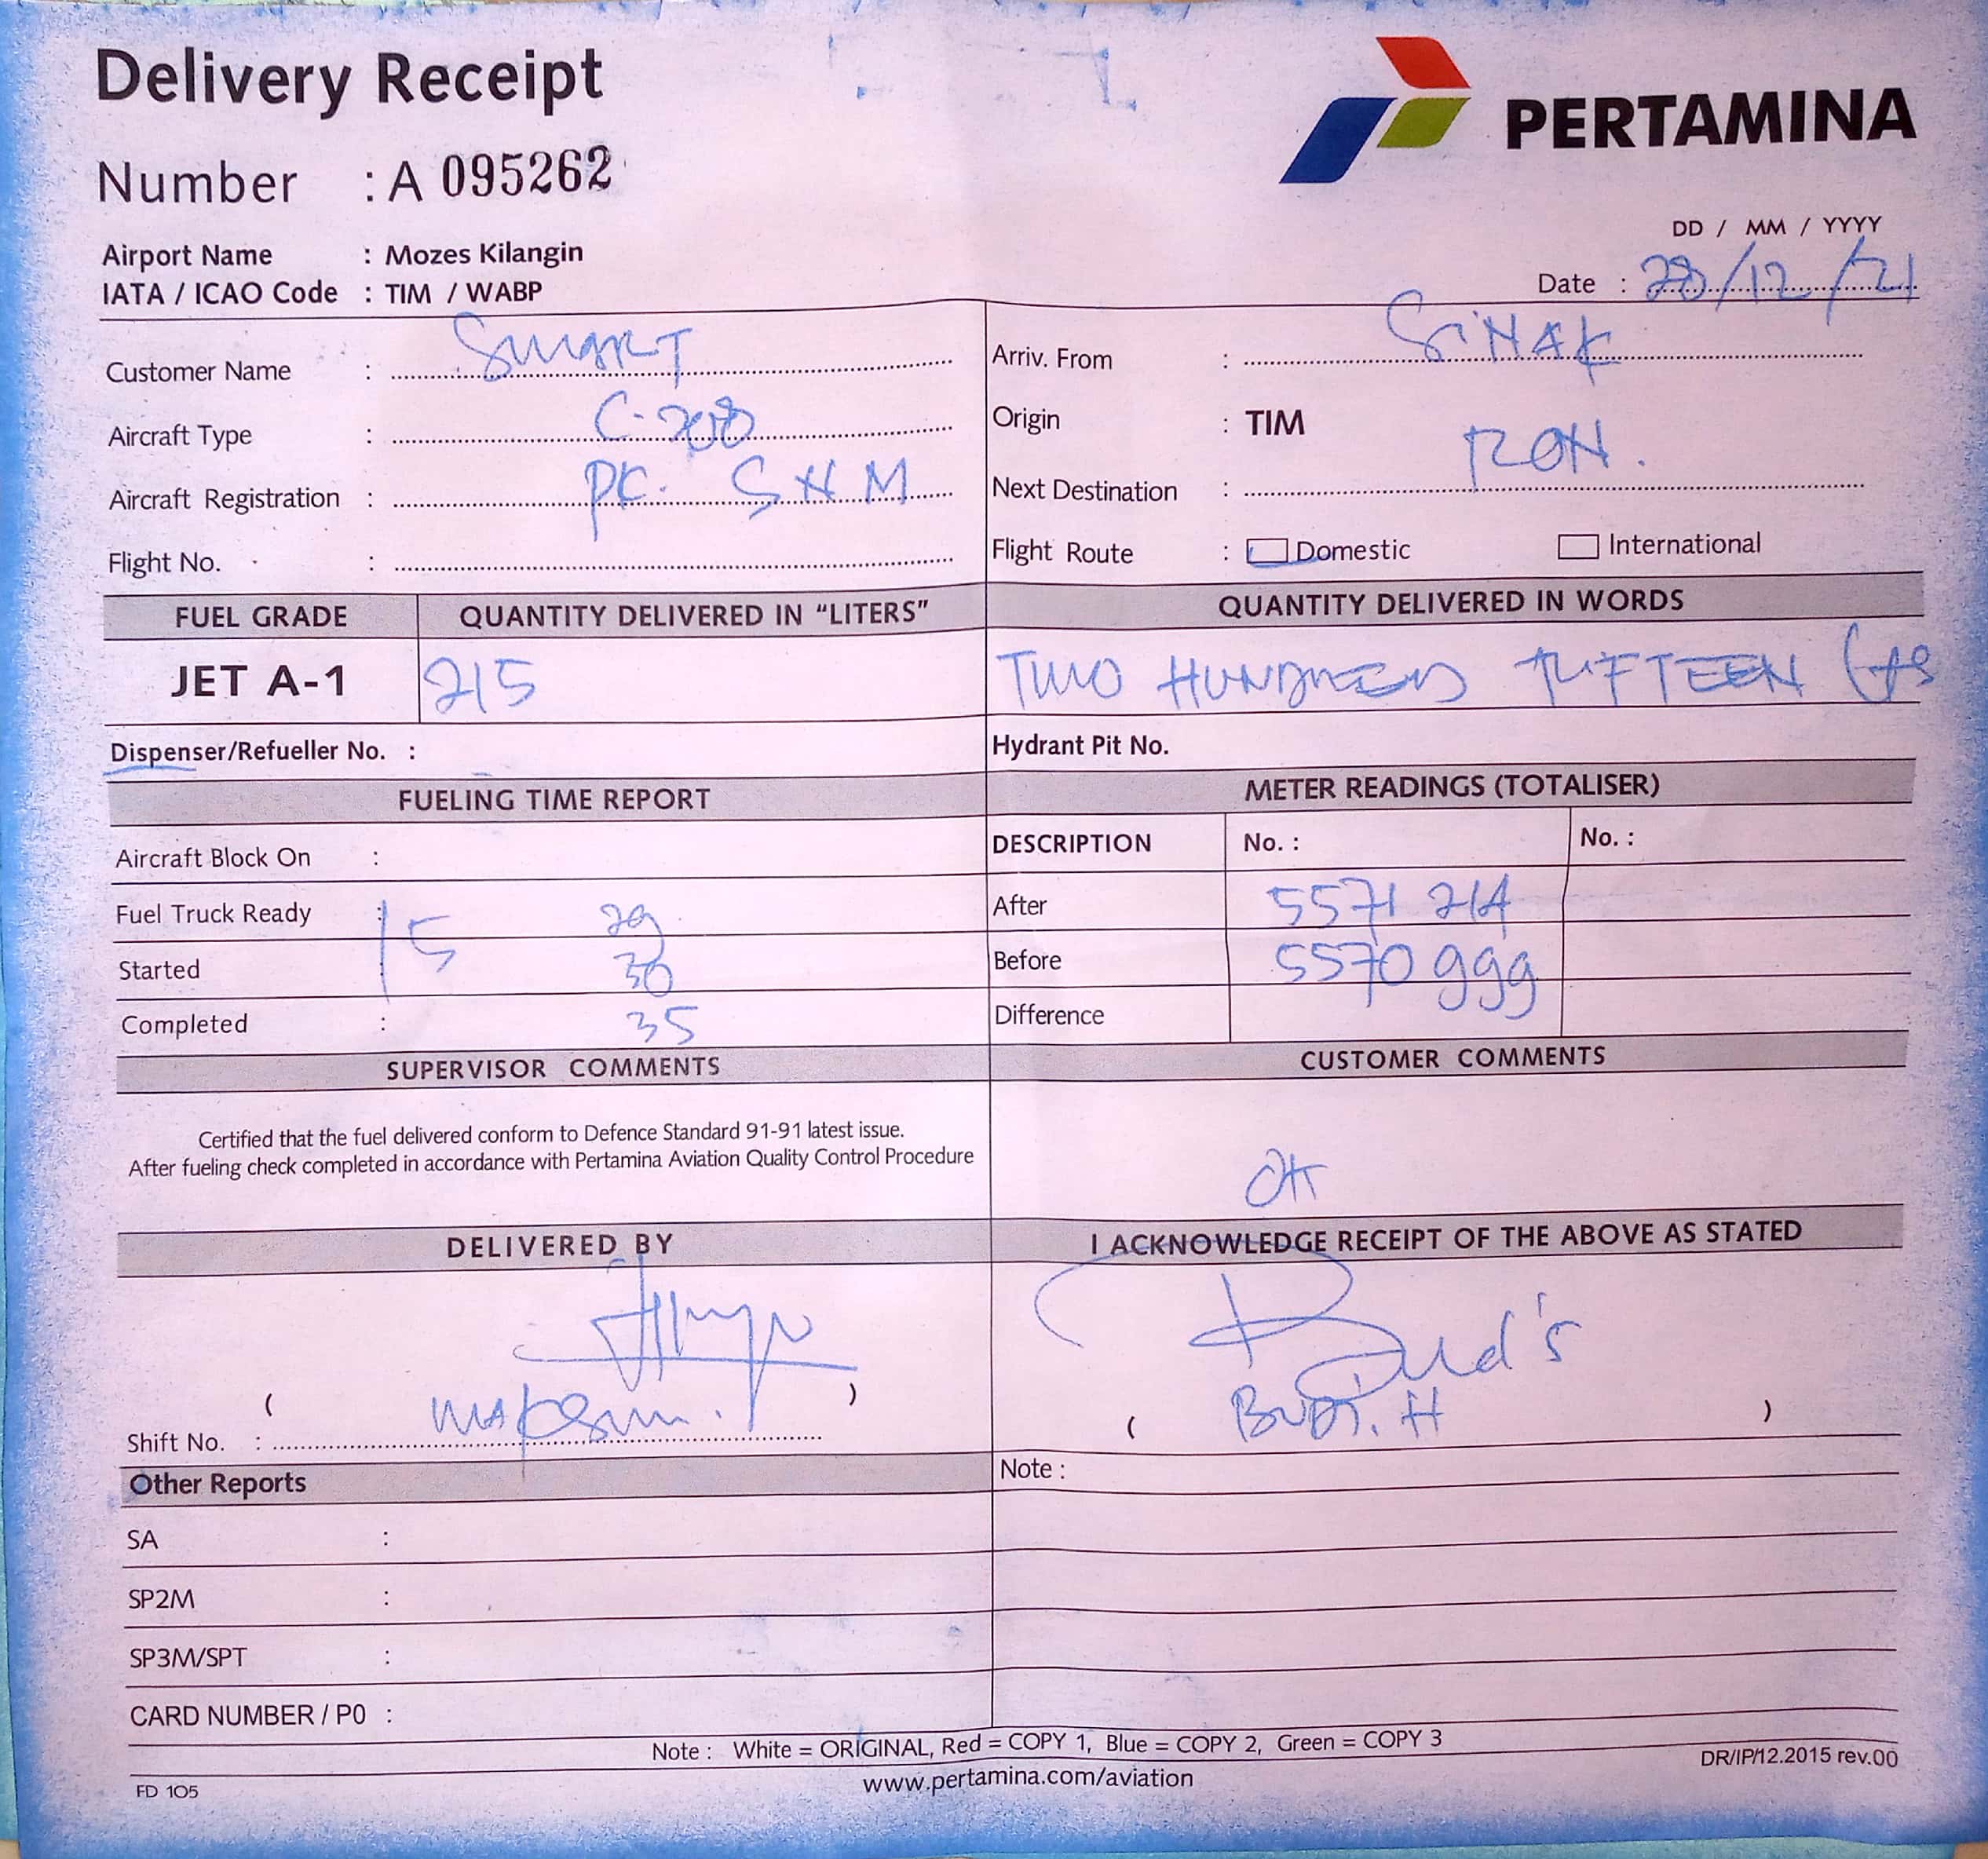 Delivery Receipt
PERTAMINA
Number : A 095262
Airport Name : Mozes Kilangin
IATA / ICAO Code : TIM / WABP
DD / MM / YYYY
Date : 28/12/21
Customer Name : SMART
Aircraft Type : C-208
Aircraft Registration : PK. SNM
Flight No. :
Arriv. From : SINAK
Origin : TIM
Next Destination : RON.
Flight Route : Domestic International
FUEL GRADE QUANTITY DELIVERED IN “LITERS” QUANTITY DELIVERED IN WORDS
JET A-1 215 TWO HUNDRED FIFTEEN
Dispenser/Refueller No. : Hydrant Pit No.
FUELING TIME REPORT METER READINGS (TOTALISER)
Aircraft Block On : DESCRIPTION No. : No. :
Fuel Truck Ready : 15 29 After 5571 214
Started 30 Before 5570 999
Completed : 35 Difference
SUPERVISOR COMMENTS CUSTOMER COMMENTS
Certified that the fuel delivered conform to Defence Standard 91-91 latest issue.
After fueling check completed in accordance with Pertamina Aviation Quality Control Procedure
OK
DELIVERED BY I ACKNOWLEDGE RECEIPT OF THE ABOVE AS STATED
( ) ( BUDI. H )
Shift No. :
Other Reports Note :
SA :
SP2M :
SP3M/SPT :
CARD NUMBER / P0 :
Note : White = ORIGINAL, Red = COPY 1, Blue = COPY 2, Green = COPY 3
FD 105 www.pertamina.com/aviation DR/IP/12.2015 rev.00